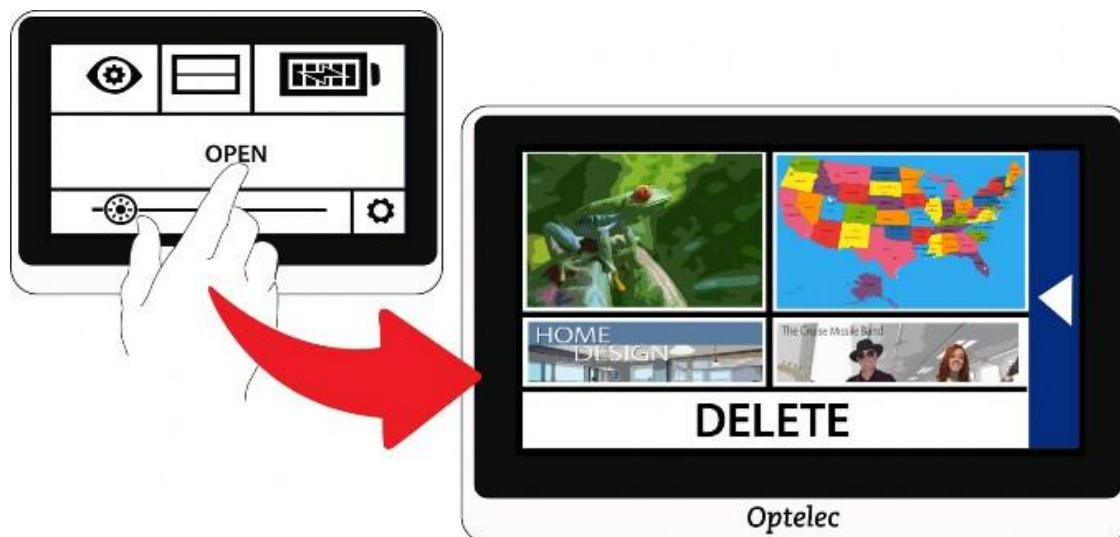 OPEN
HOME
DESIGN
The Cruise Missile Band
DELETE
Optelec